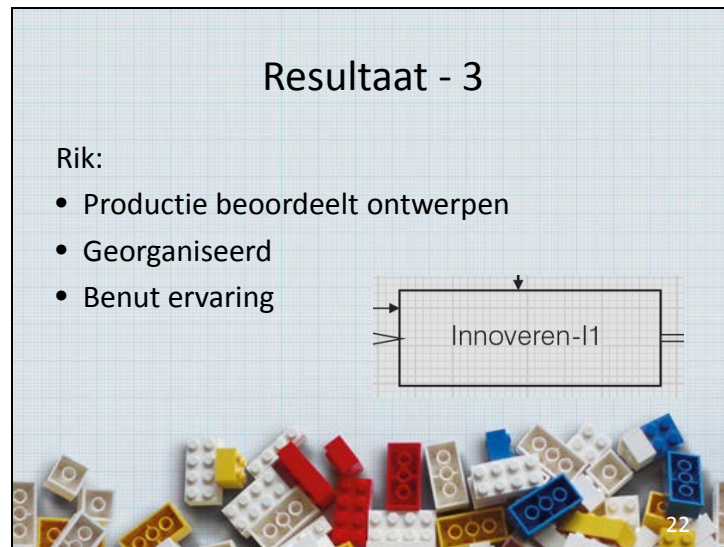 Resultaat - 3
Rik:
• Productie beoordeelt ontwerpen
• Georganiseerd
• Benut ervaring
Innoveren-I1
22